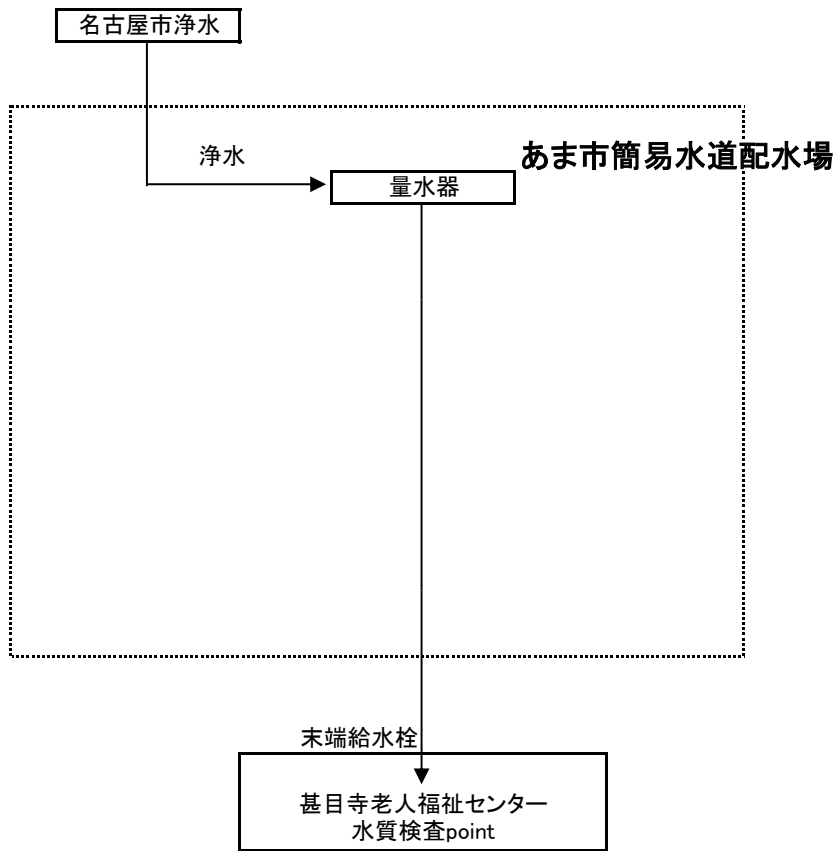 名古屋市浄水
浄水
あま市簡易水道配水場
量水器
末端給水栓
甚目寺老人福祉センター
水質検査point